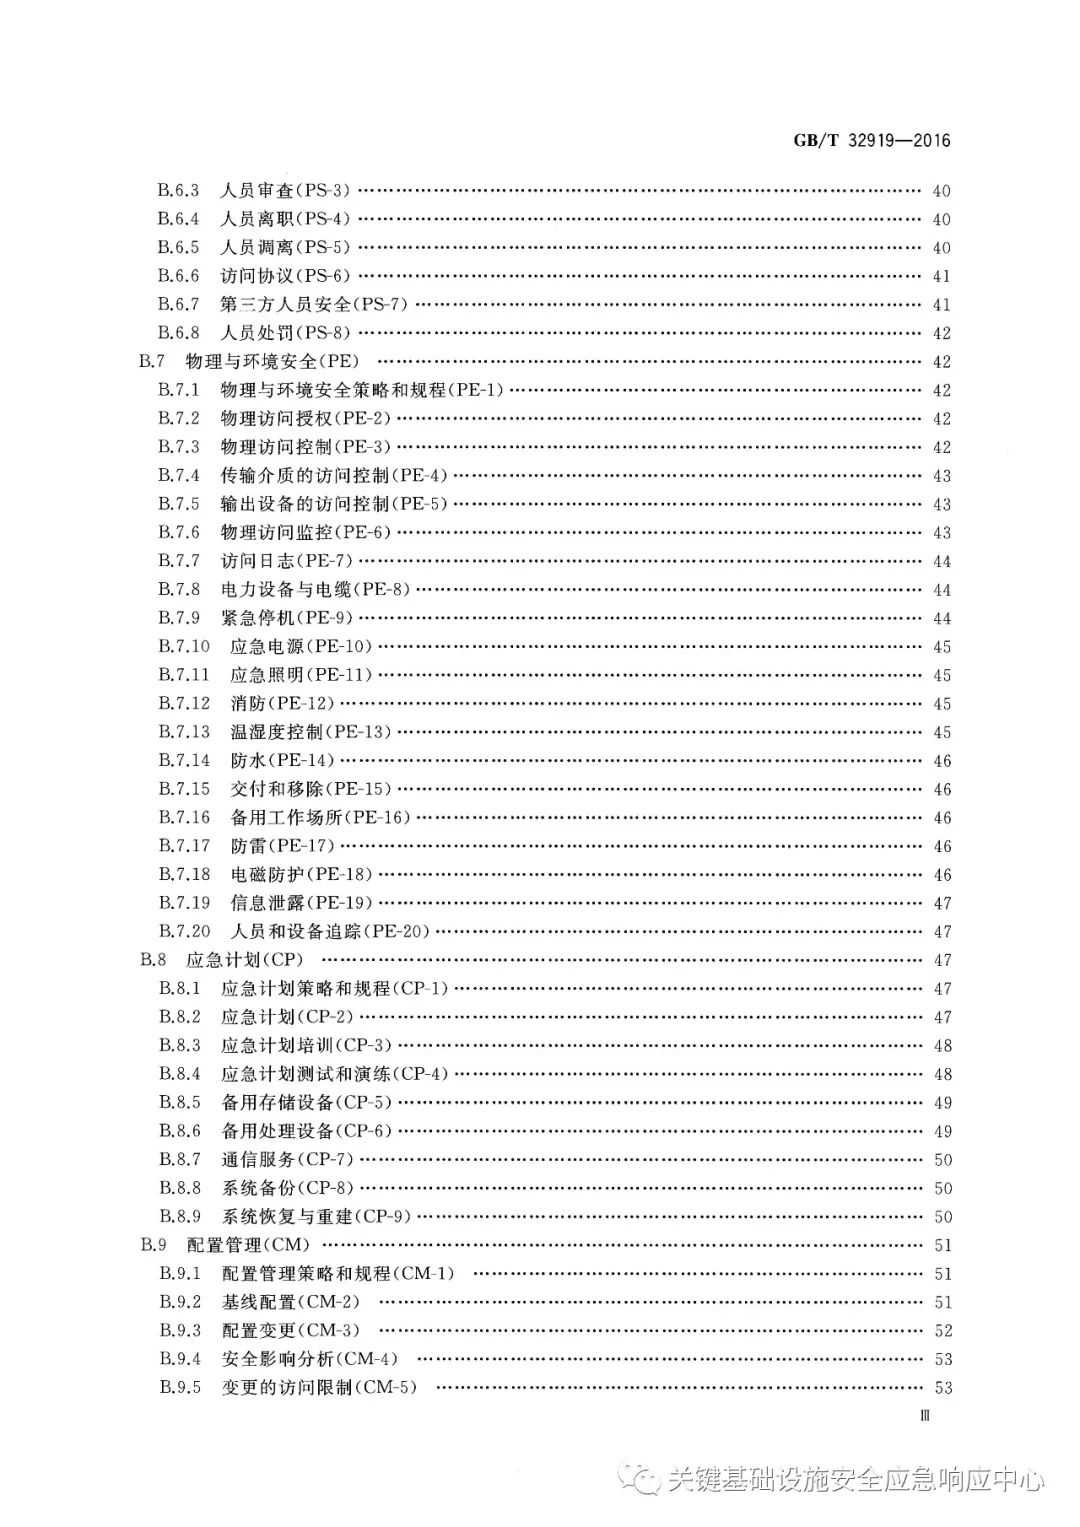 GB/T 32919—2016
B.6.3 人员审查(PS-3) …… 40
B.6.4 人员离职(PS-4) …… 40
B.6.5 人员调离(PS-5) …… 40
B.6.6 访问协议(PS-6) …… 41
B.6.7 第三方人员安全(PS-7) …… 41
B.6.8 人员处罚(PS-8) …… 42
B.7 物理与环境安全(PE) …… 42
B.7.1 物理与环境安全策略和规程(PE-1) …… 42
B.7.2 物理访问授权(PE-2) …… 42
B.7.3 物理访问控制(PE-3) …… 42
B.7.4 传输介质的访问控制(PE-4) …… 43
B.7.5 输出设备的访问控制(PE-5) …… 43
B.7.6 物理访问监控(PE-6) …… 43
B.7.7 访问日志(PE-7) …… 44
B.7.8 电力设备与电缆(PE-8) …… 44
B.7.9 紧急停机(PE-9) …… 44
B.7.10 应急电源(PE-10) …… 45
B.7.11 应急照明(PE-11) …… 45
B.7.12 消防(PE-12) …… 45
B.7.13 温湿度控制(PE-13) …… 45
B.7.14 防水(PE-14) …… 46
B.7.15 交付和移除(PE-15) …… 46
B.7.16 备用工作场所(PE-16) …… 46
B.7.17 防雷(PE-17) …… 46
B.7.18 电磁防护(PE-18) …… 46
B.7.19 信息泄露(PE-19) …… 47
B.7.20 人员和设备追踪(PE-20) …… 47
B.8 应急计划(CP) …… 47
B.8.1 应急计划策略和规程(CP-1) …… 47
B.8.2 应急计划(CP-2) …… 47
B.8.3 应急计划培训(CP-3) …… 48
B.8.4 应急计划测试和演练(CP-4) …… 48
B.8.5 备用存储设备(CP-5) …… 49
B.8.6 备用处理设备(CP-6) …… 49
B.8.7 通信服务(CP-7) …… 50
B.8.8 系统备份(CP-8) …… 50
B.8.9 系统恢复与重建(CP-9) …… 50
B.9 配置管理(CM) …… 51
B.9.1 配置管理策略和规程(CM-1) …… 51
B.9.2 基线配置(CM-2) …… 51
B.9.3 配置变更(CM-3) …… 52
B.9.4 安全影响分析(CM-4) …… 53
B.9.5 变更的访问限制(CM-5) …… 53
Ⅲ
关键基础设施安全应急响应中心